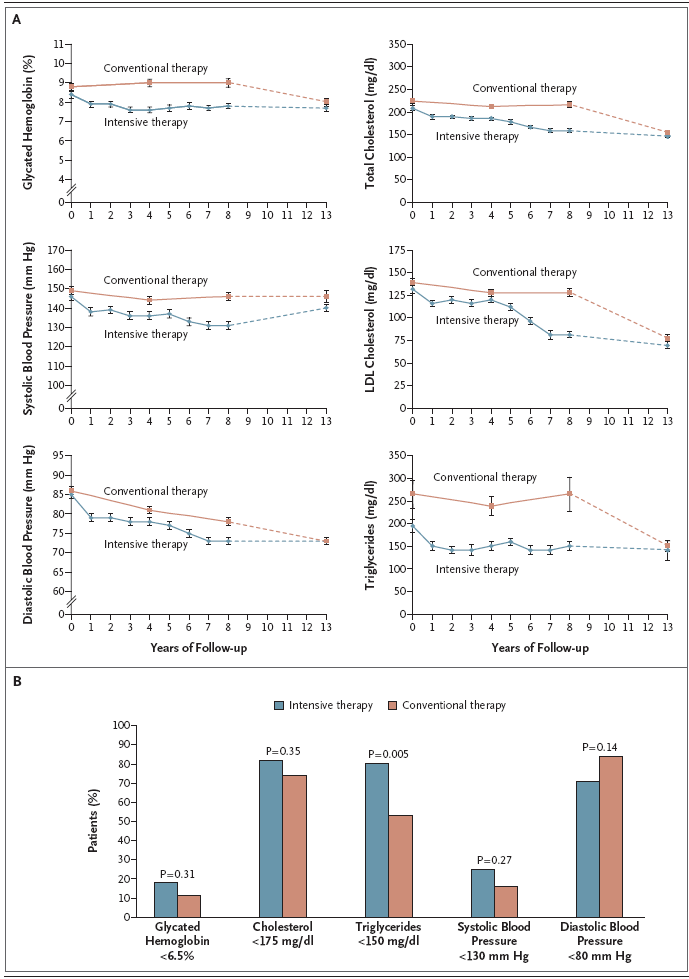 A
Glycated Hemoglobin (%)
11
10
9
8
7
6
5
4
0
Conventional therapy
Intensive therapy
0 1 2 3 4 5 6 7 8 9 10 11 12 13
Total Cholesterol (mg/dl)
350
300
250
200
150
100
50
0
Conventional therapy
Intensive therapy
0 1 2 3 4 5 6 7 8 9 10 11 12 13
Systolic Blood Pressure (mm Hg)
170
160
150
140
130
120
110
100
0
Conventional therapy
Intensive therapy
0 1 2 3 4 5 6 7 8 9 10 11 12 13
LDL Cholesterol (mg/dl)
175
150
125
100
75
50
25
0
Conventional therapy
Intensive therapy
0 1 2 3 4 5 6 7 8 9 10 11 12 13
Diastolic Blood Pressure (mm Hg)
95
90
85
80
75
70
65
60
0
Conventional therapy
Intensive therapy
0 1 2 3 4 5 6 7 8 9 10 11 12 13
Years of Follow-up
Triglycerides (mg/dl)
350
300
250
200
150
100
50
0
Conventional therapy
Intensive therapy
0 1 2 3 4 5 6 7 8 9 10 11 12 13
Years of Follow-up
B
Intensive therapy Conventional therapy
Patients (%)
100
90
80
70
60
50
40
30
20
10
0
P=0.31
P=0.35
P=0.005
P=0.27
P=0.14
Glycated
Hemoglobin
<6.5%
Cholesterol
<175 mg/dl
Triglycerides
<150 mg/dl
Systolic Blood
Pressure
<130 mm Hg
Diastolic Blood
Pressure
<80 mm Hg